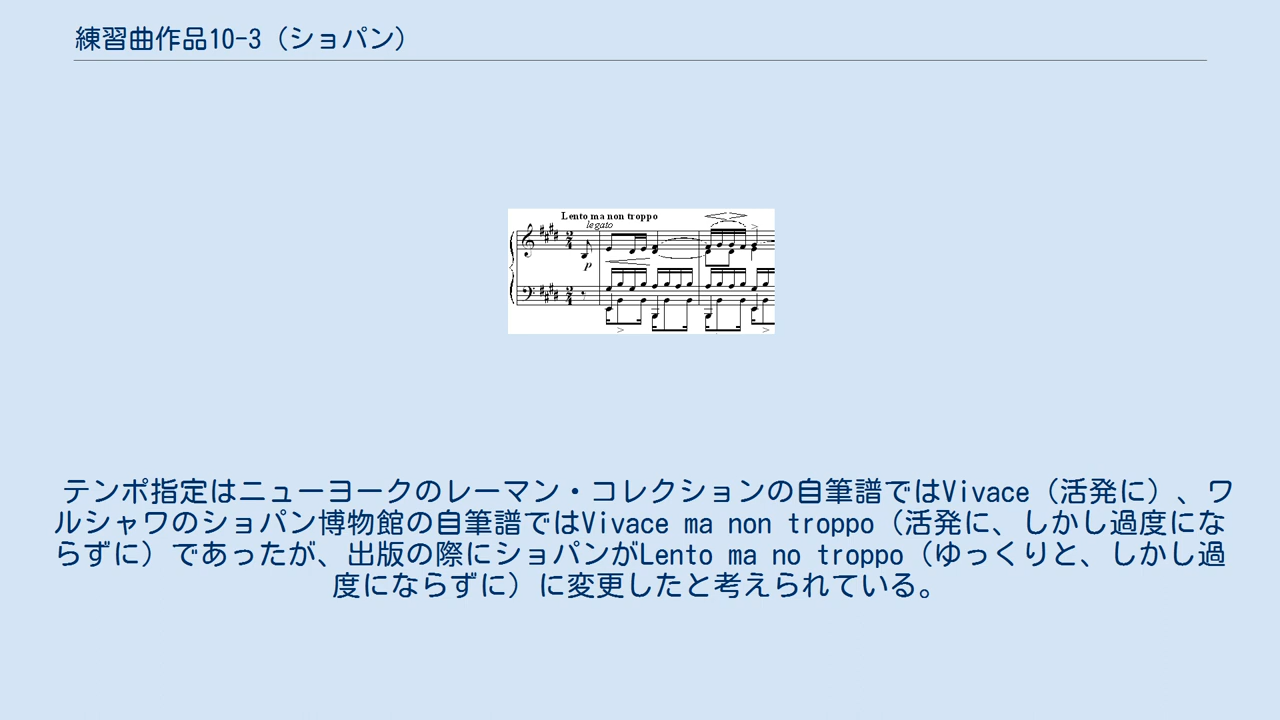 練習曲作品10-3（ショパン）
Lento ma non troppo
legato
p
テンポ指定はニューヨークのレーマン・コレクションの自筆譜ではVivace（活発に）、ワ
ルシャワのショパン博物館の自筆譜ではVivace ma non troppo（活発に、しかし過度にな
らずに）であったが、出版の際にショパンがLento ma no troppo（ゆっくりと、しかし過
度にならずに）に変更したと考えられている。